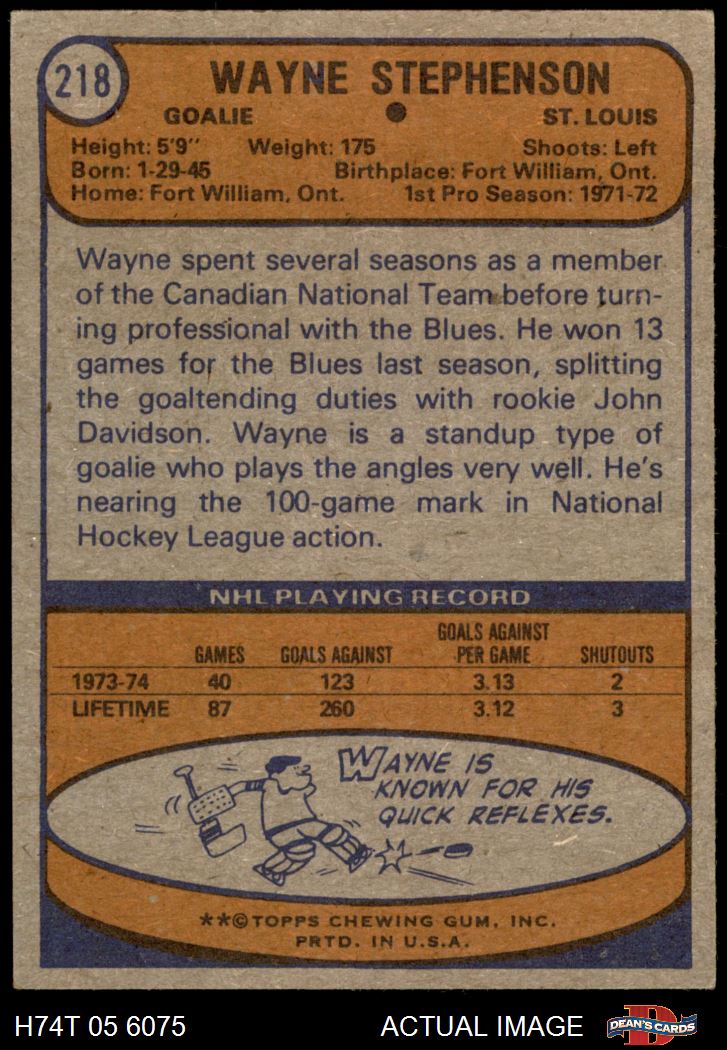 218
WAYNE STEPHENSON
GOALIE ● ST. LOUIS
Height: 5'9" Weight: 175 Shoots: Left
Born: 1-29-45 Birthplace: Fort William, Ont.
Home: Fort William, Ont. 1st Pro Season: 1971-72
Wayne spent several seasons as a member
of the Canadian National Team before turn-
ing professional with the Blues. He won 13
games for the Blues last season, splitting
the goaltending duties with rookie John
Davidson. Wayne is a standup type of
goalie who plays the angles very well. He's
nearing the 100-game mark in National
Hockey League action.
NHL PLAYING RECORD
GAMES GOALS AGAINST GOALS AGAINST PER GAME SHUTOUTS
1973-74 40 123 3.13 2
LIFETIME 87 260 3.12 3
WAYNE IS
KNOWN FOR HIS
QUICK REFLEXES.
**©TOPPS CHEWING GUM, INC.
PRTD. IN U.S.A.
H74T 05 6075 ACTUAL IMAGE D DEAN'S CARDS